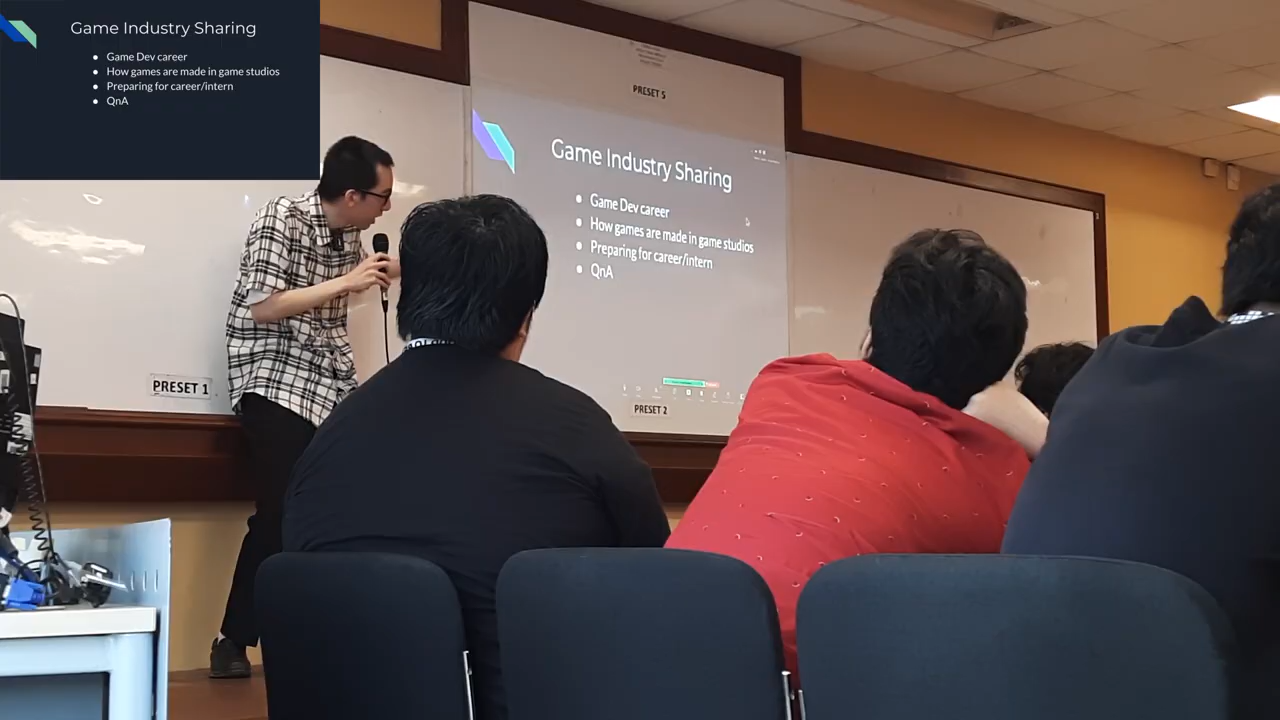 Game Industry Sharing
● Game Dev career
● How games are made in game studios
● Preparing for career/intern
● QnA
PRESET 5
Game Industry Sharing
● Game Dev career
● How games are made in game studios
● Preparing for career/intern
● QnA
PRESET 1
PRESET 2